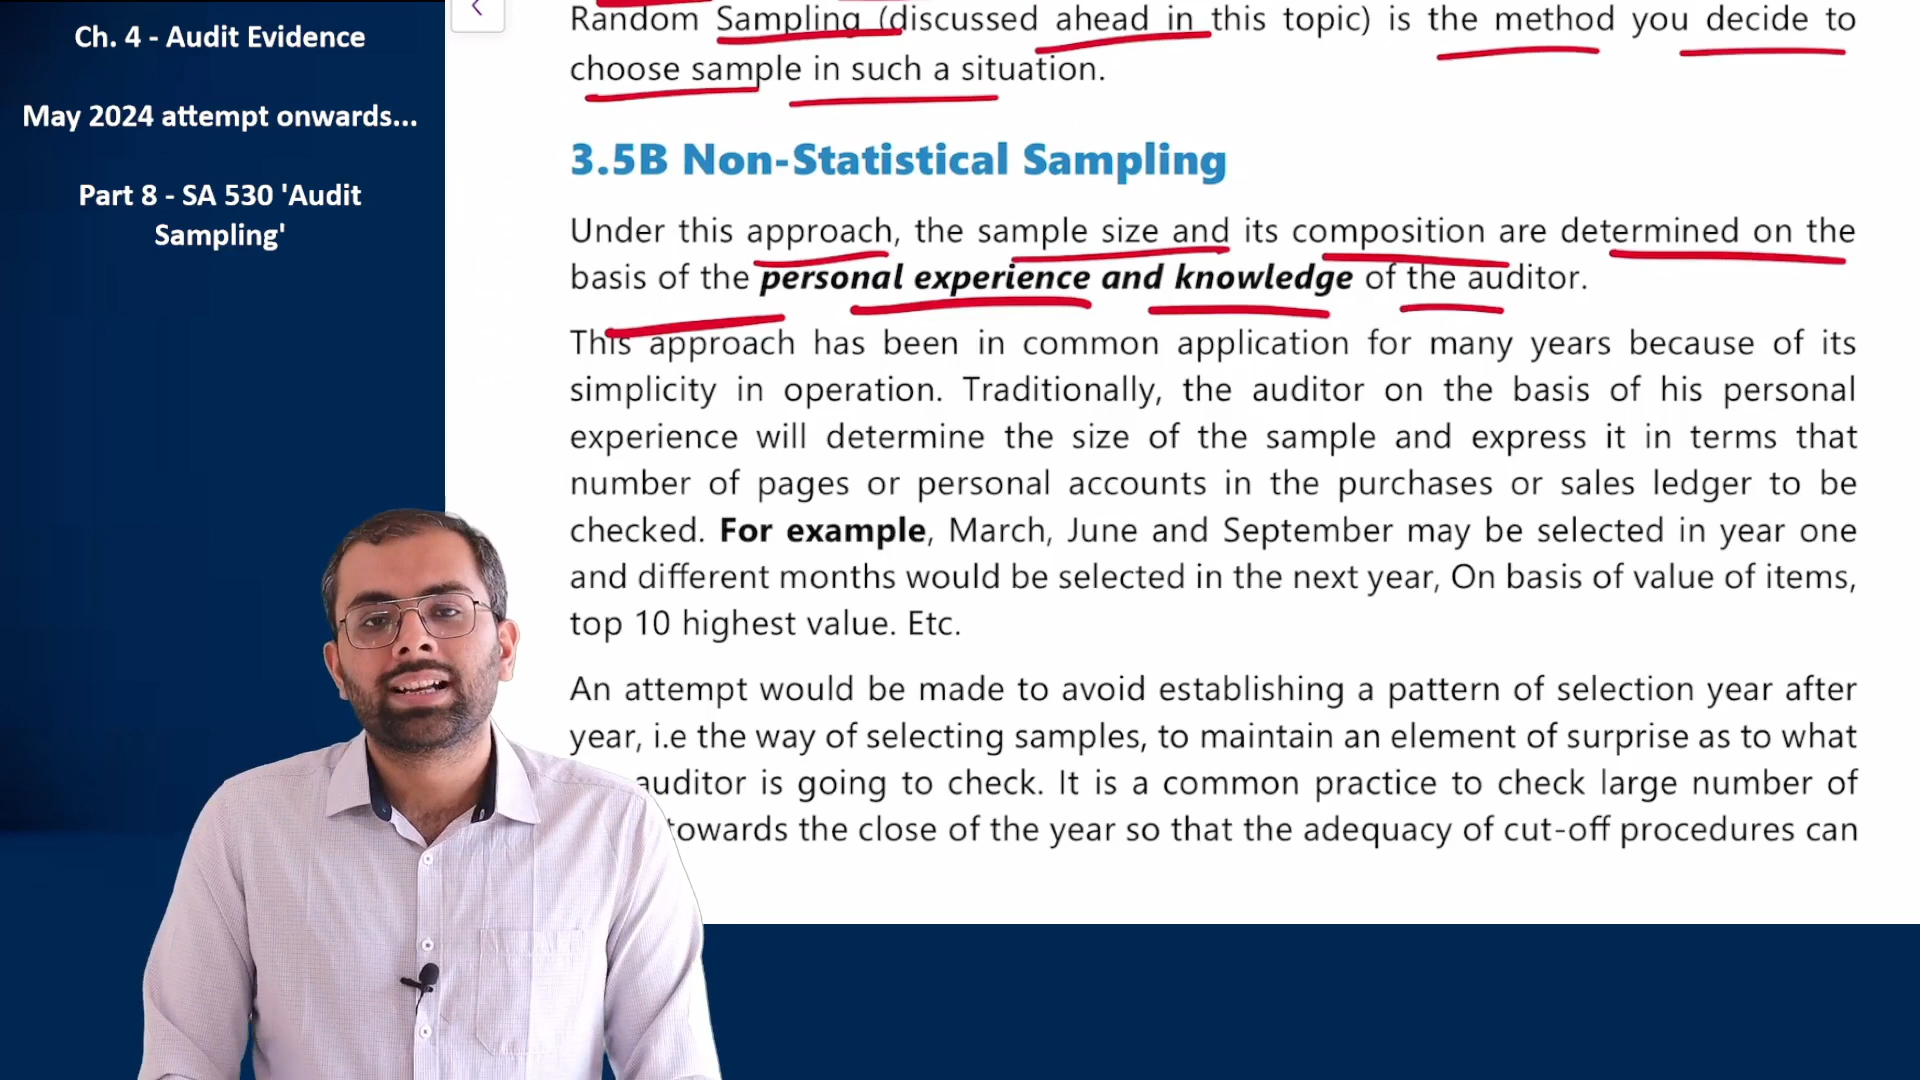 Ch. 4 - Audit Evidence
May 2024 attempt onwards...
Part 8 - SA 530 'Audit
Sampling'
Random Sampling (discussed ahead in this topic) is the method you decide to
choose sample in such a situation.
3.5B Non-Statistical Sampling
Under this approach, the sample size and its composition are determined on the
basis of the personal experience and knowledge of the auditor.
This approach has been in common application for many years because of its
simplicity in operation. Traditionally, the auditor on the basis of his personal
experience will determine the size of the sample and express it in terms that
number of pages or personal accounts in the purchases or sales ledger to be
checked. For example, March, June and September may be selected in year one
and different months would be selected in the next year, On basis of value of items,
top 10 highest value. Etc.
An attempt would be made to avoid establishing a pattern of selection year after
year, i.e the way of selecting samples, to maintain an element of surprise as to what
auditor is going to check. It is a common practice to check large number of
towards the close of the year so that the adequacy of cut-off procedures can